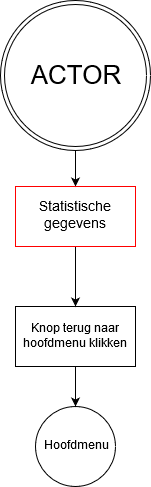 ACTOR
Statistische
gegevens
Knop terug naar
hoofdmenu klikken
Hoofdmenu